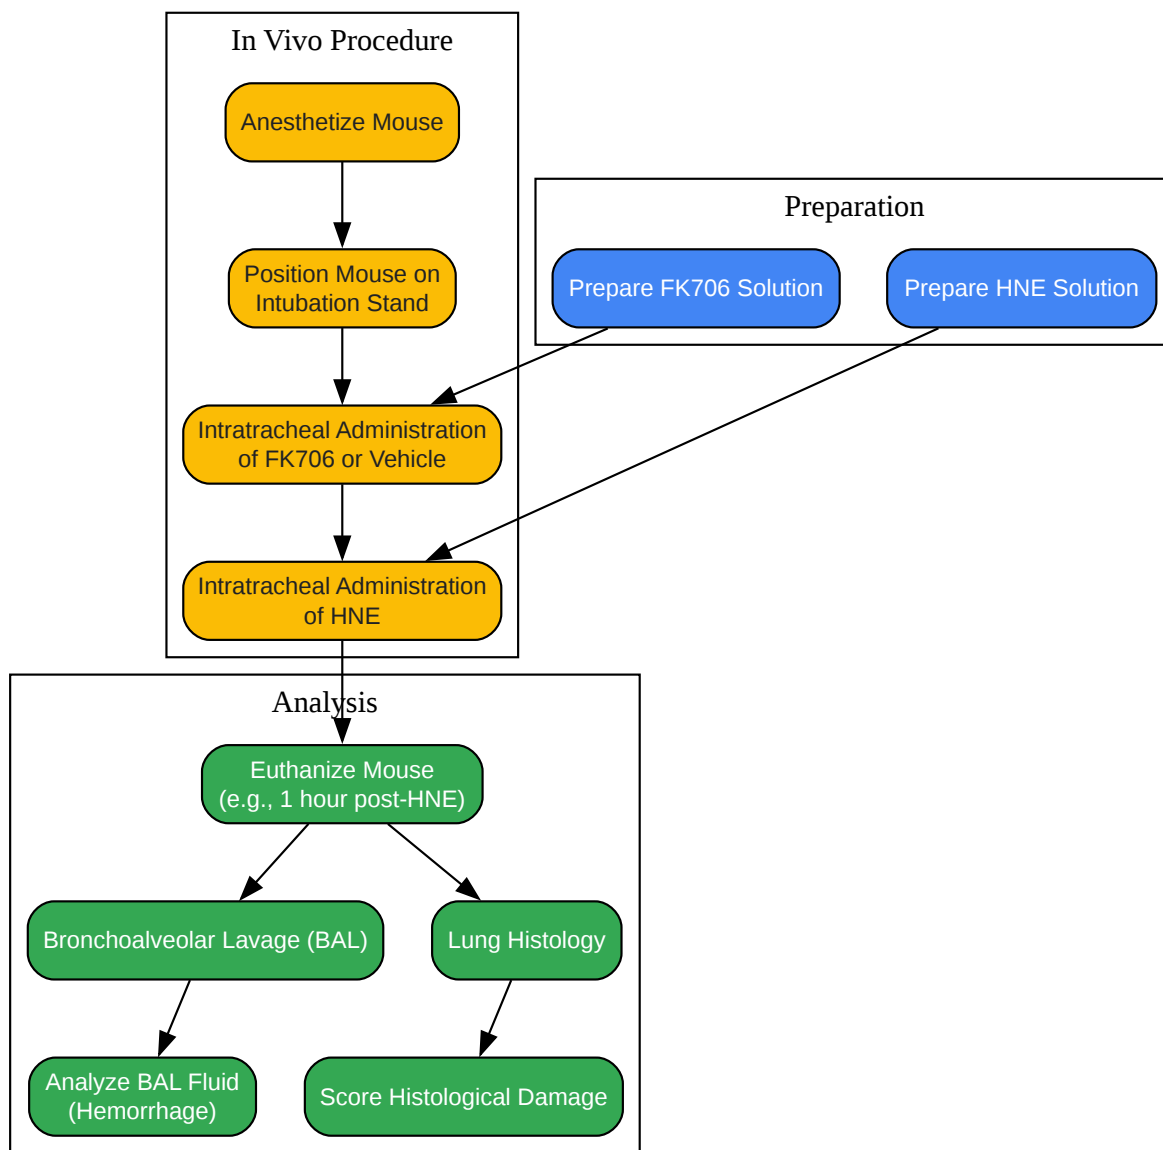 In Vivo Procedure
Anesthetize Mouse
Position Mouse on
Intubation Stand
Intratracheal Administration
of FK706 or Vehicle
Intratracheal Administration
of HNE
Preparation
Prepare FK706 Solution
Prepare HNE Solution
Analysis
Euthanize Mouse
(e.g., 1 hour post-HNE)
Bronchoalveolar Lavage (BAL)
Lung Histology
Analyze BAL Fluid
(Hemorrhage)
Score Histological Damage